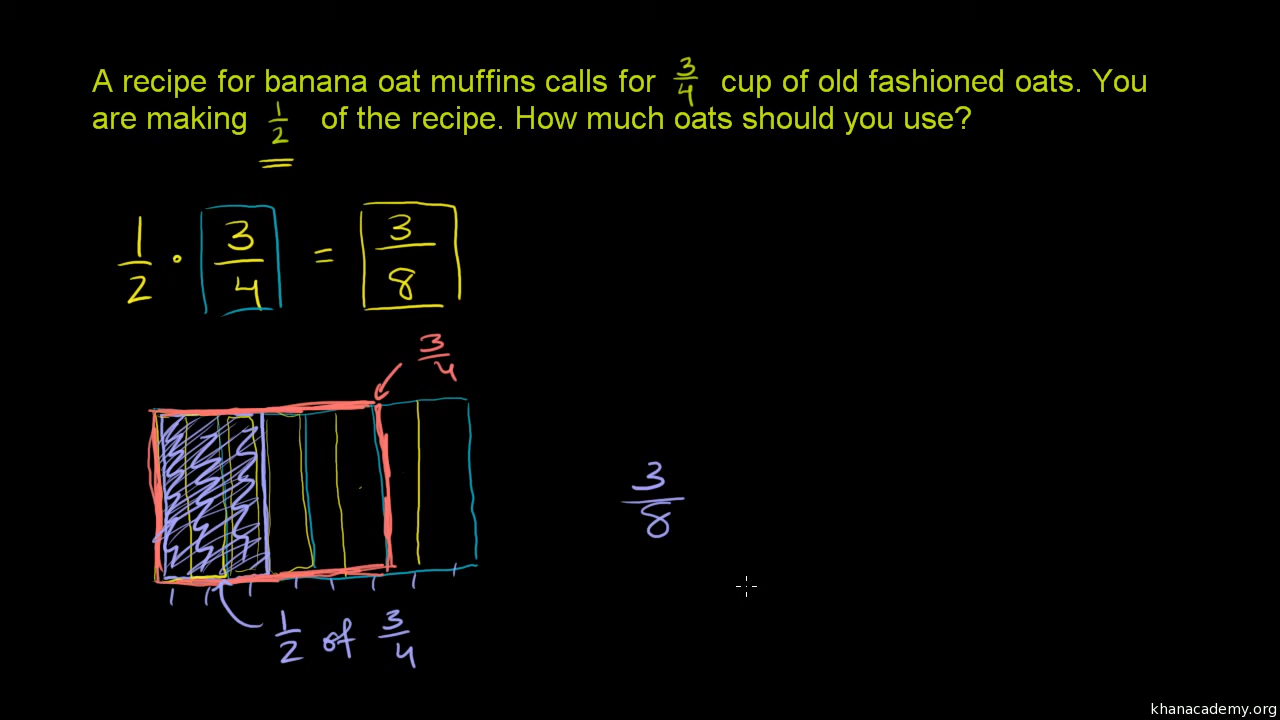 A recipe for banana oat muffins calls for 3/4 cup of old fashioned oats. You
are making 1/2 of the recipe. How much oats should you use?
1/2 · 3/4 = 3/8
3/4
3/8
1/2 of 3/4
khanacademy.org